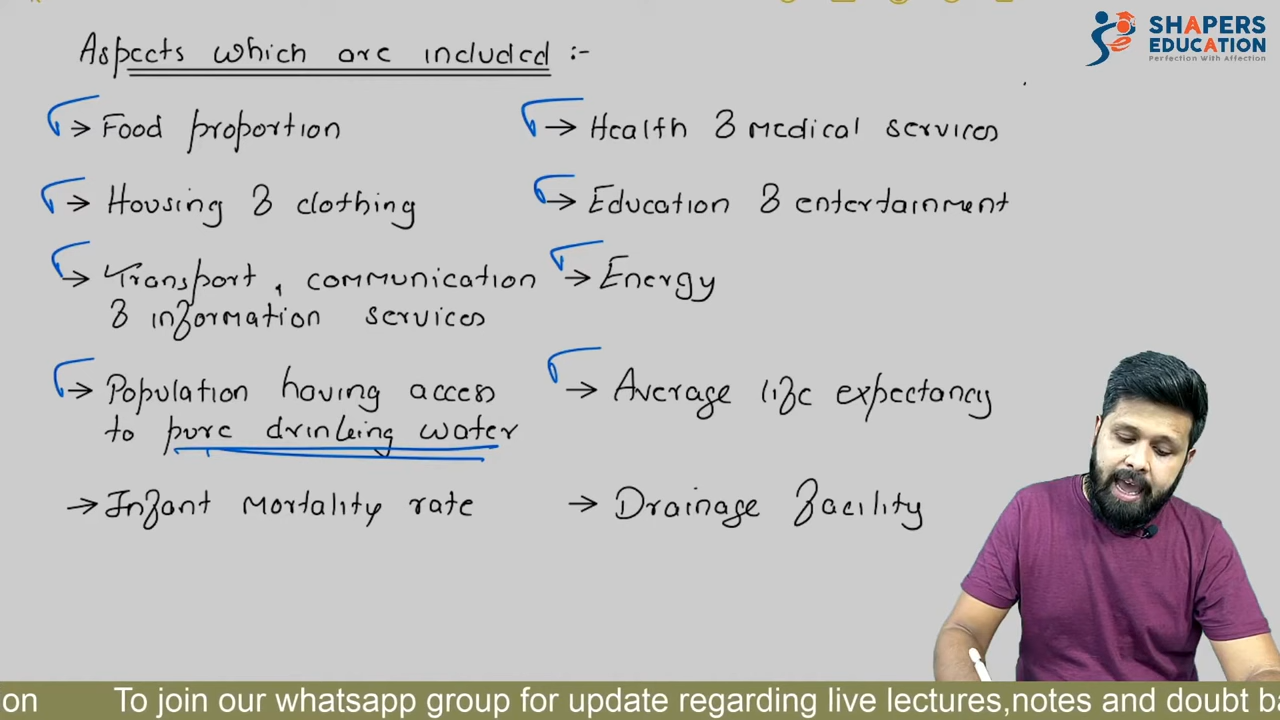 SHAPERS
EDUCATION
Perfection With Affection
Aspects which are included :-
→ Food proportion
→ Health & medical services
→ Housing & clothing
→ Education & entertainment
→ Transport, communication
& information services
→ Energy
→ Population having access
to pure drinking water
→ Average life expectancy
→ Infant mortality rate
→ Drainage facility
on To join our whatsapp group for update regarding live lectures,notes and doubt ba